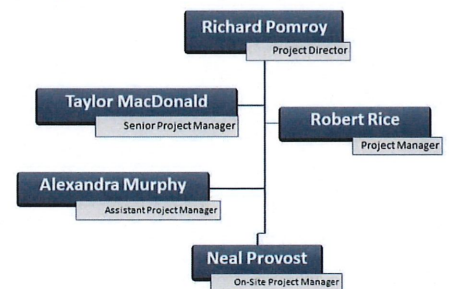 Richard Pomroy
Project Director
Taylor MacDonald
Senior Project Manager
Robert Rice
Project Manager
Alexandra Murphy
Assistant Project Manager
Neal Provost
On-Site Project Manager